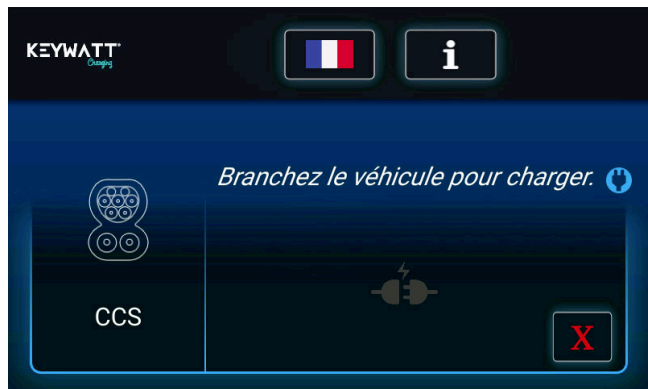 KEYWATT
Charging
i
Branchez le véhicule pour charger.
CCS
X